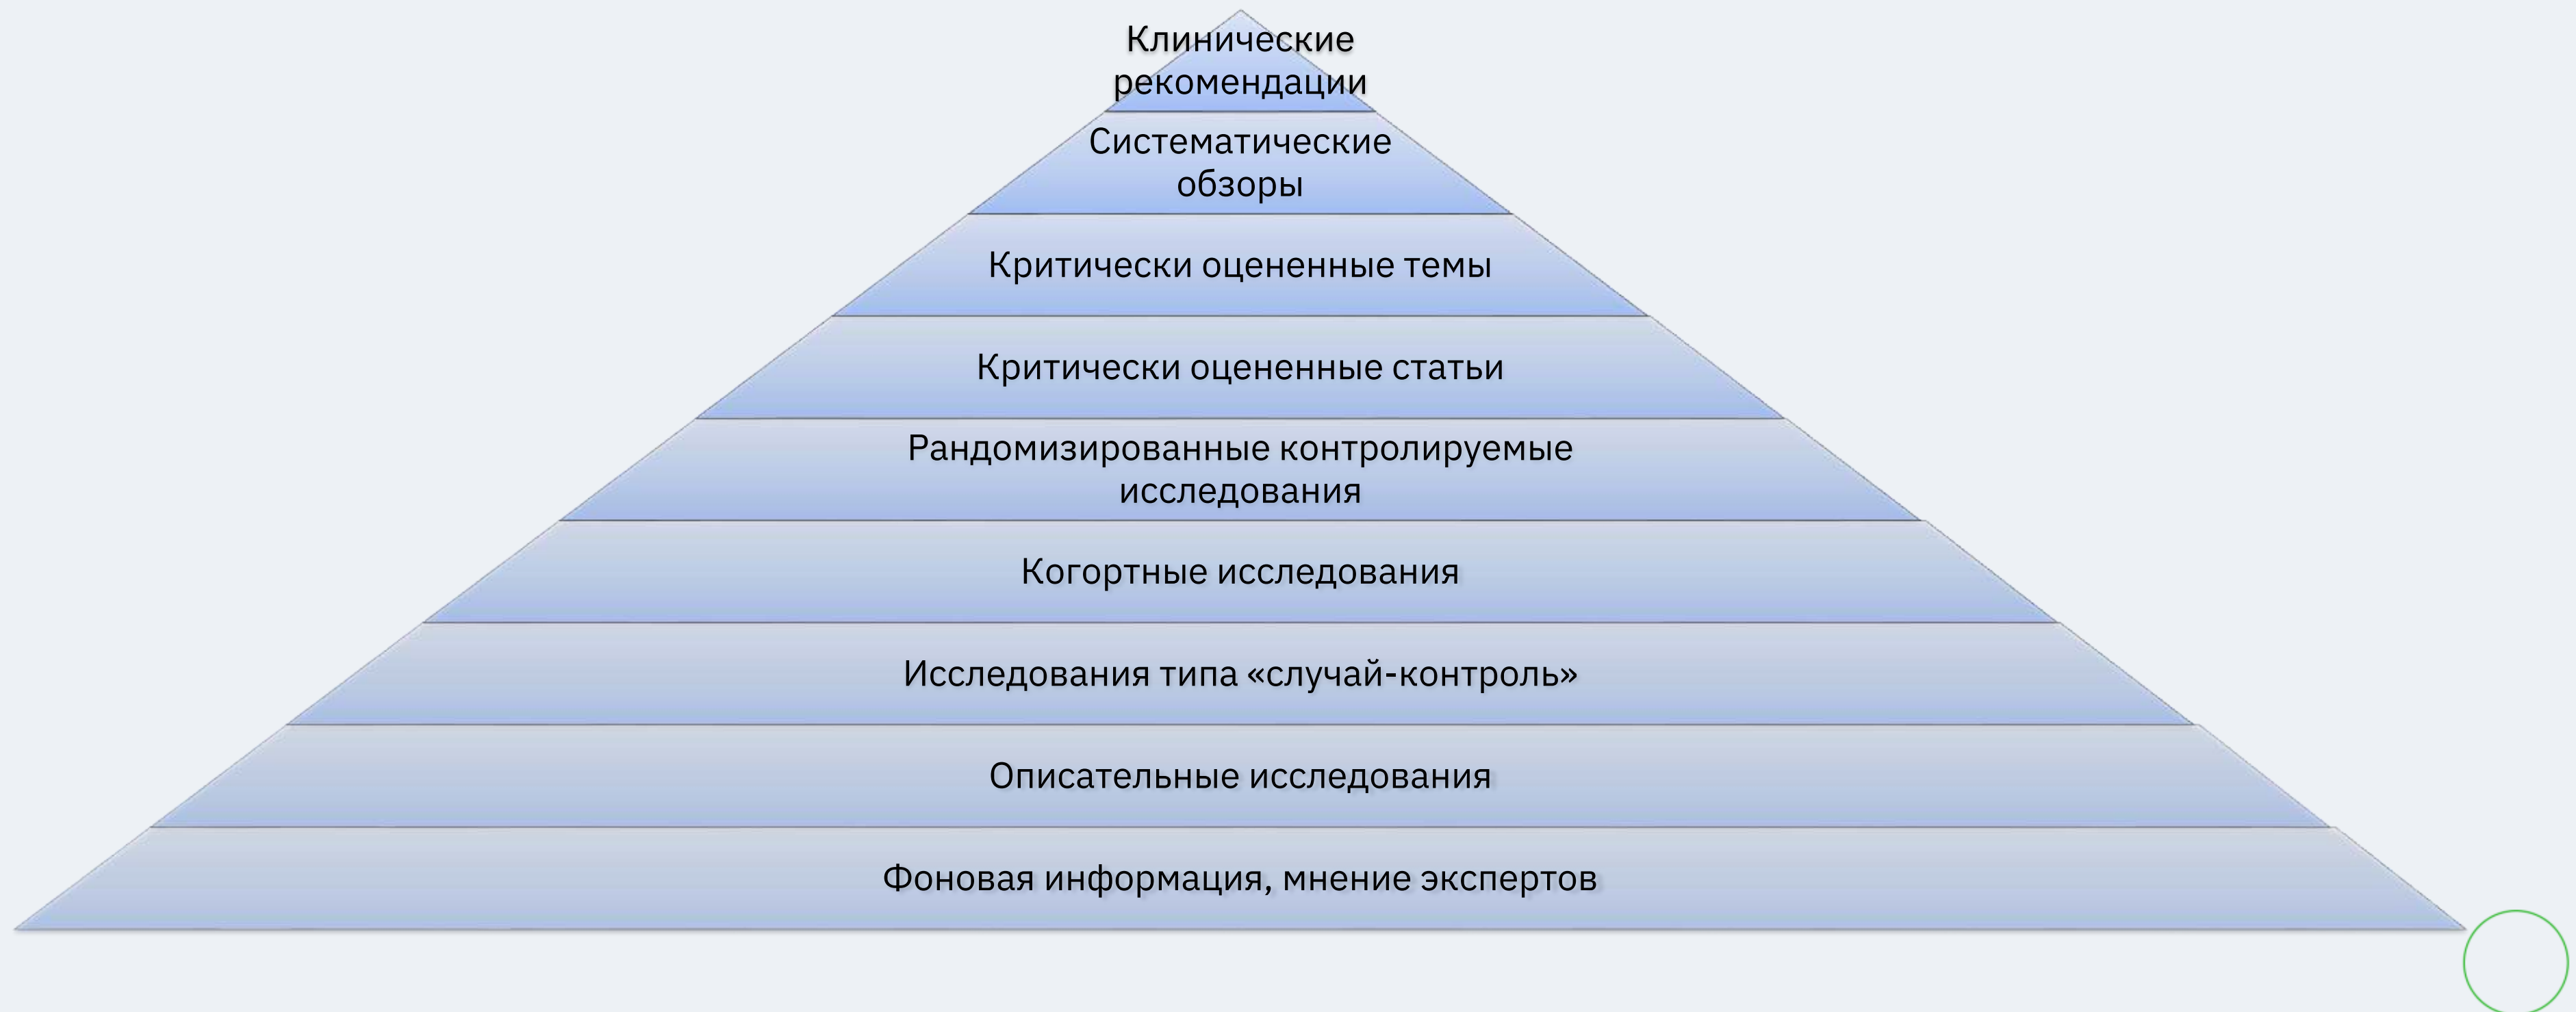 Клинические
рекомендации
Систематические
обзоры
Критически оцененные темы
Критически оцененные статьи
Рандомизированные контролируемые
исследования
Когортные исследования
Исследования типа «случай-контроль»
Описательные исследования
Фоновая информация, мнение экспертов